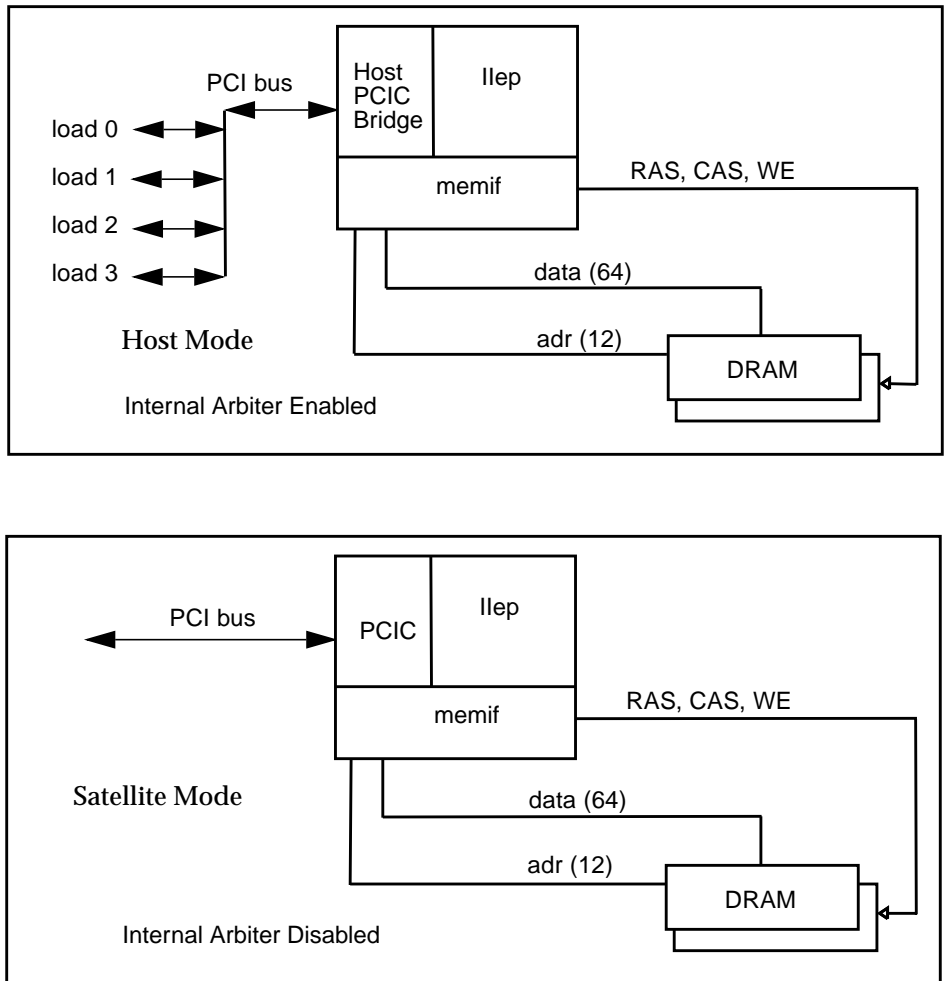 PCI bus
load 0
load 1
load 2
load 3
Host
PCIC
Bridge
IIep
memif
RAS, CAS, WE
data (64)
adr (12)
DRAM
Host Mode
Internal Arbiter Enabled
PCI bus
PCIC
IIep
memif
RAS, CAS, WE
Satellite Mode
data (64)
adr (12)
DRAM
Internal Arbiter Disabled